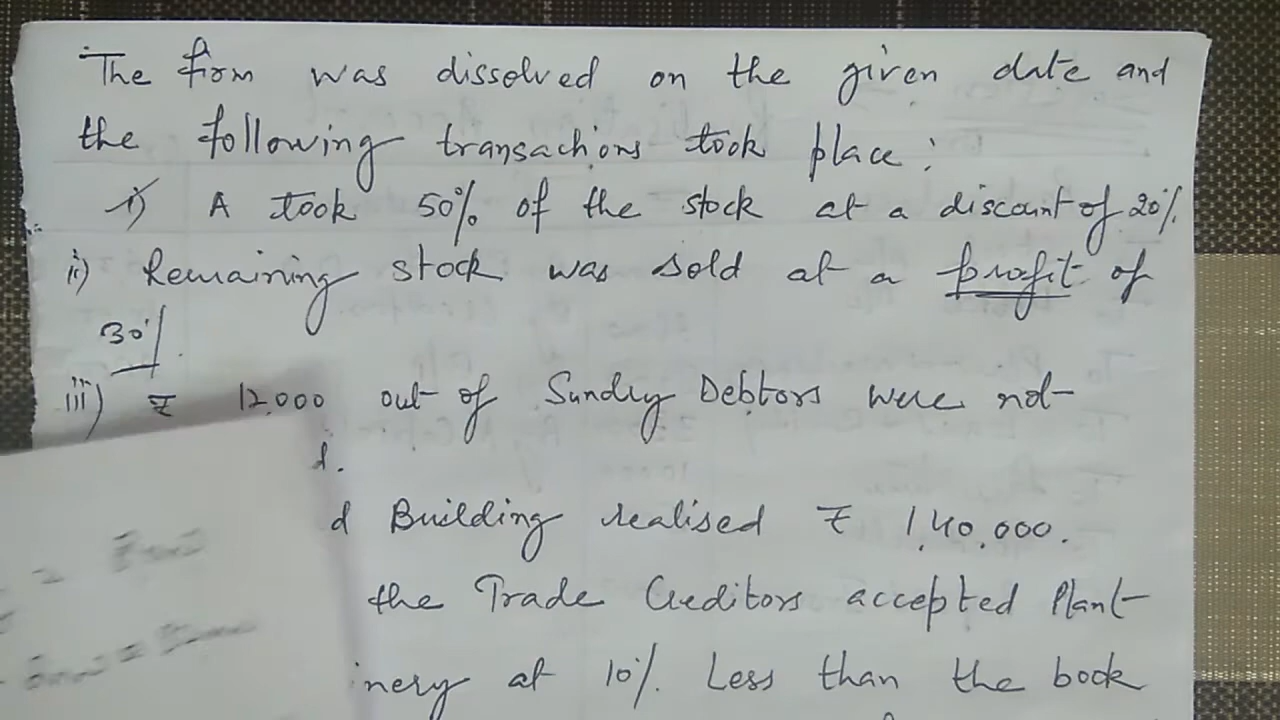 The firm was dissolved on the given date and
the following transactions took place :
i) A took 50% of the stock at a discount of 20%
ii) Remaining stock was sold at a profit of
30%.
iii) ₹ 12,000 out of Sundry Debtors were not
d.
d Building realised ₹ 1,40,000.
the Trade Creditors accepted Plant
nery at 10% Less than the book